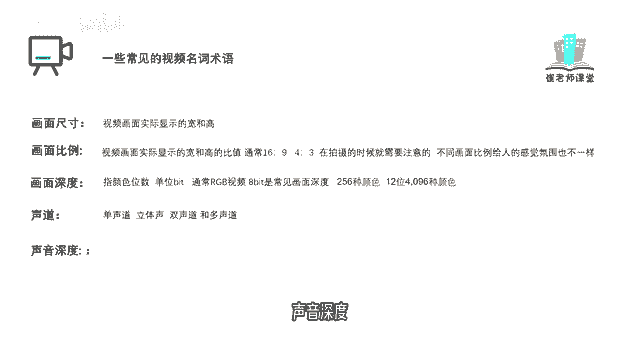 一些常见的视频名词术语
崔老师课堂
画面尺寸： 视频画面实际显示的宽和高
画面比例： 视频画面实际显示的宽和高的比值 通常16：9 4：3 在拍摄的时候就需要注意的 不同画面比例给人的感觉氛围也不一样
画面深度： 指颜色位数 单位bit 通常RGB视频 8bit是常见画面深度 256种颜色 12位4,096种颜色
声道： 单声道 立体声 双声道 和多声道
声音深度：；
声音深度